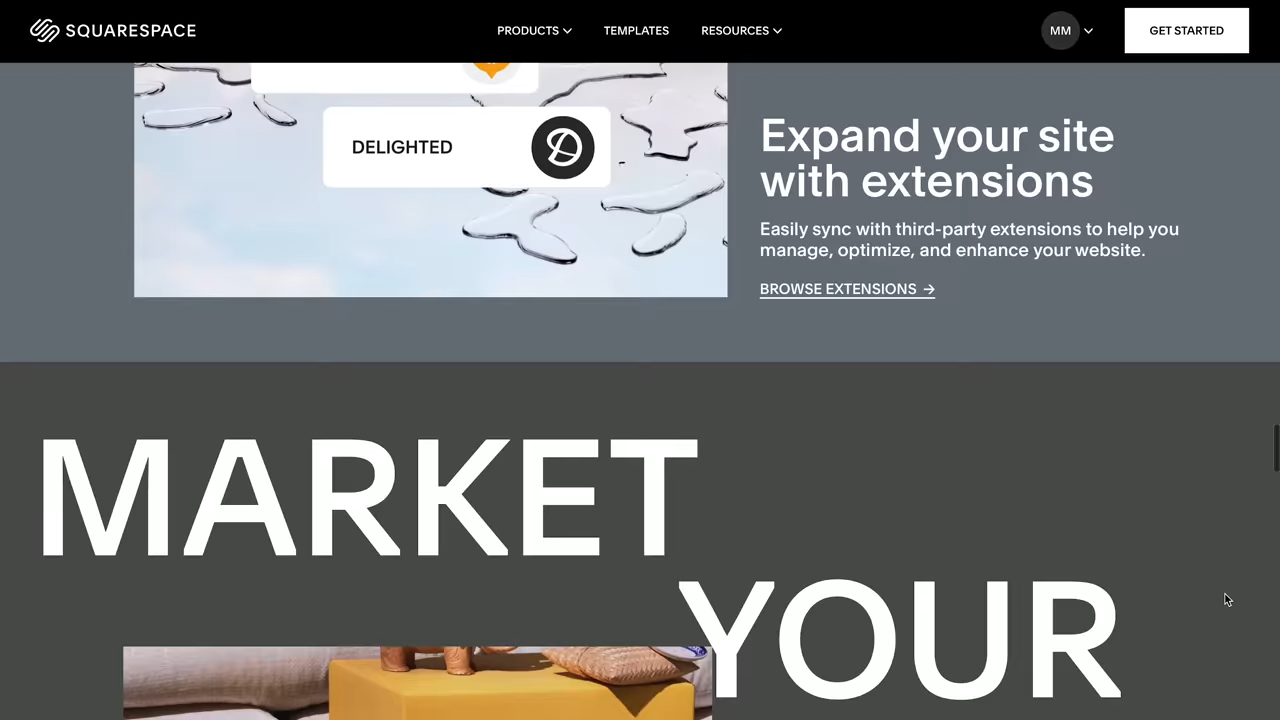 SQUARESPACE
PRODUCTS
TEMPLATES
RESOURCES
MM
GET STARTED
DELIGHTED
Expand your site
with extensions
Easily sync with third-party extensions to help you
manage, optimize, and enhance your website.
BROWSE EXTENSIONS →
MARKET
YOUR